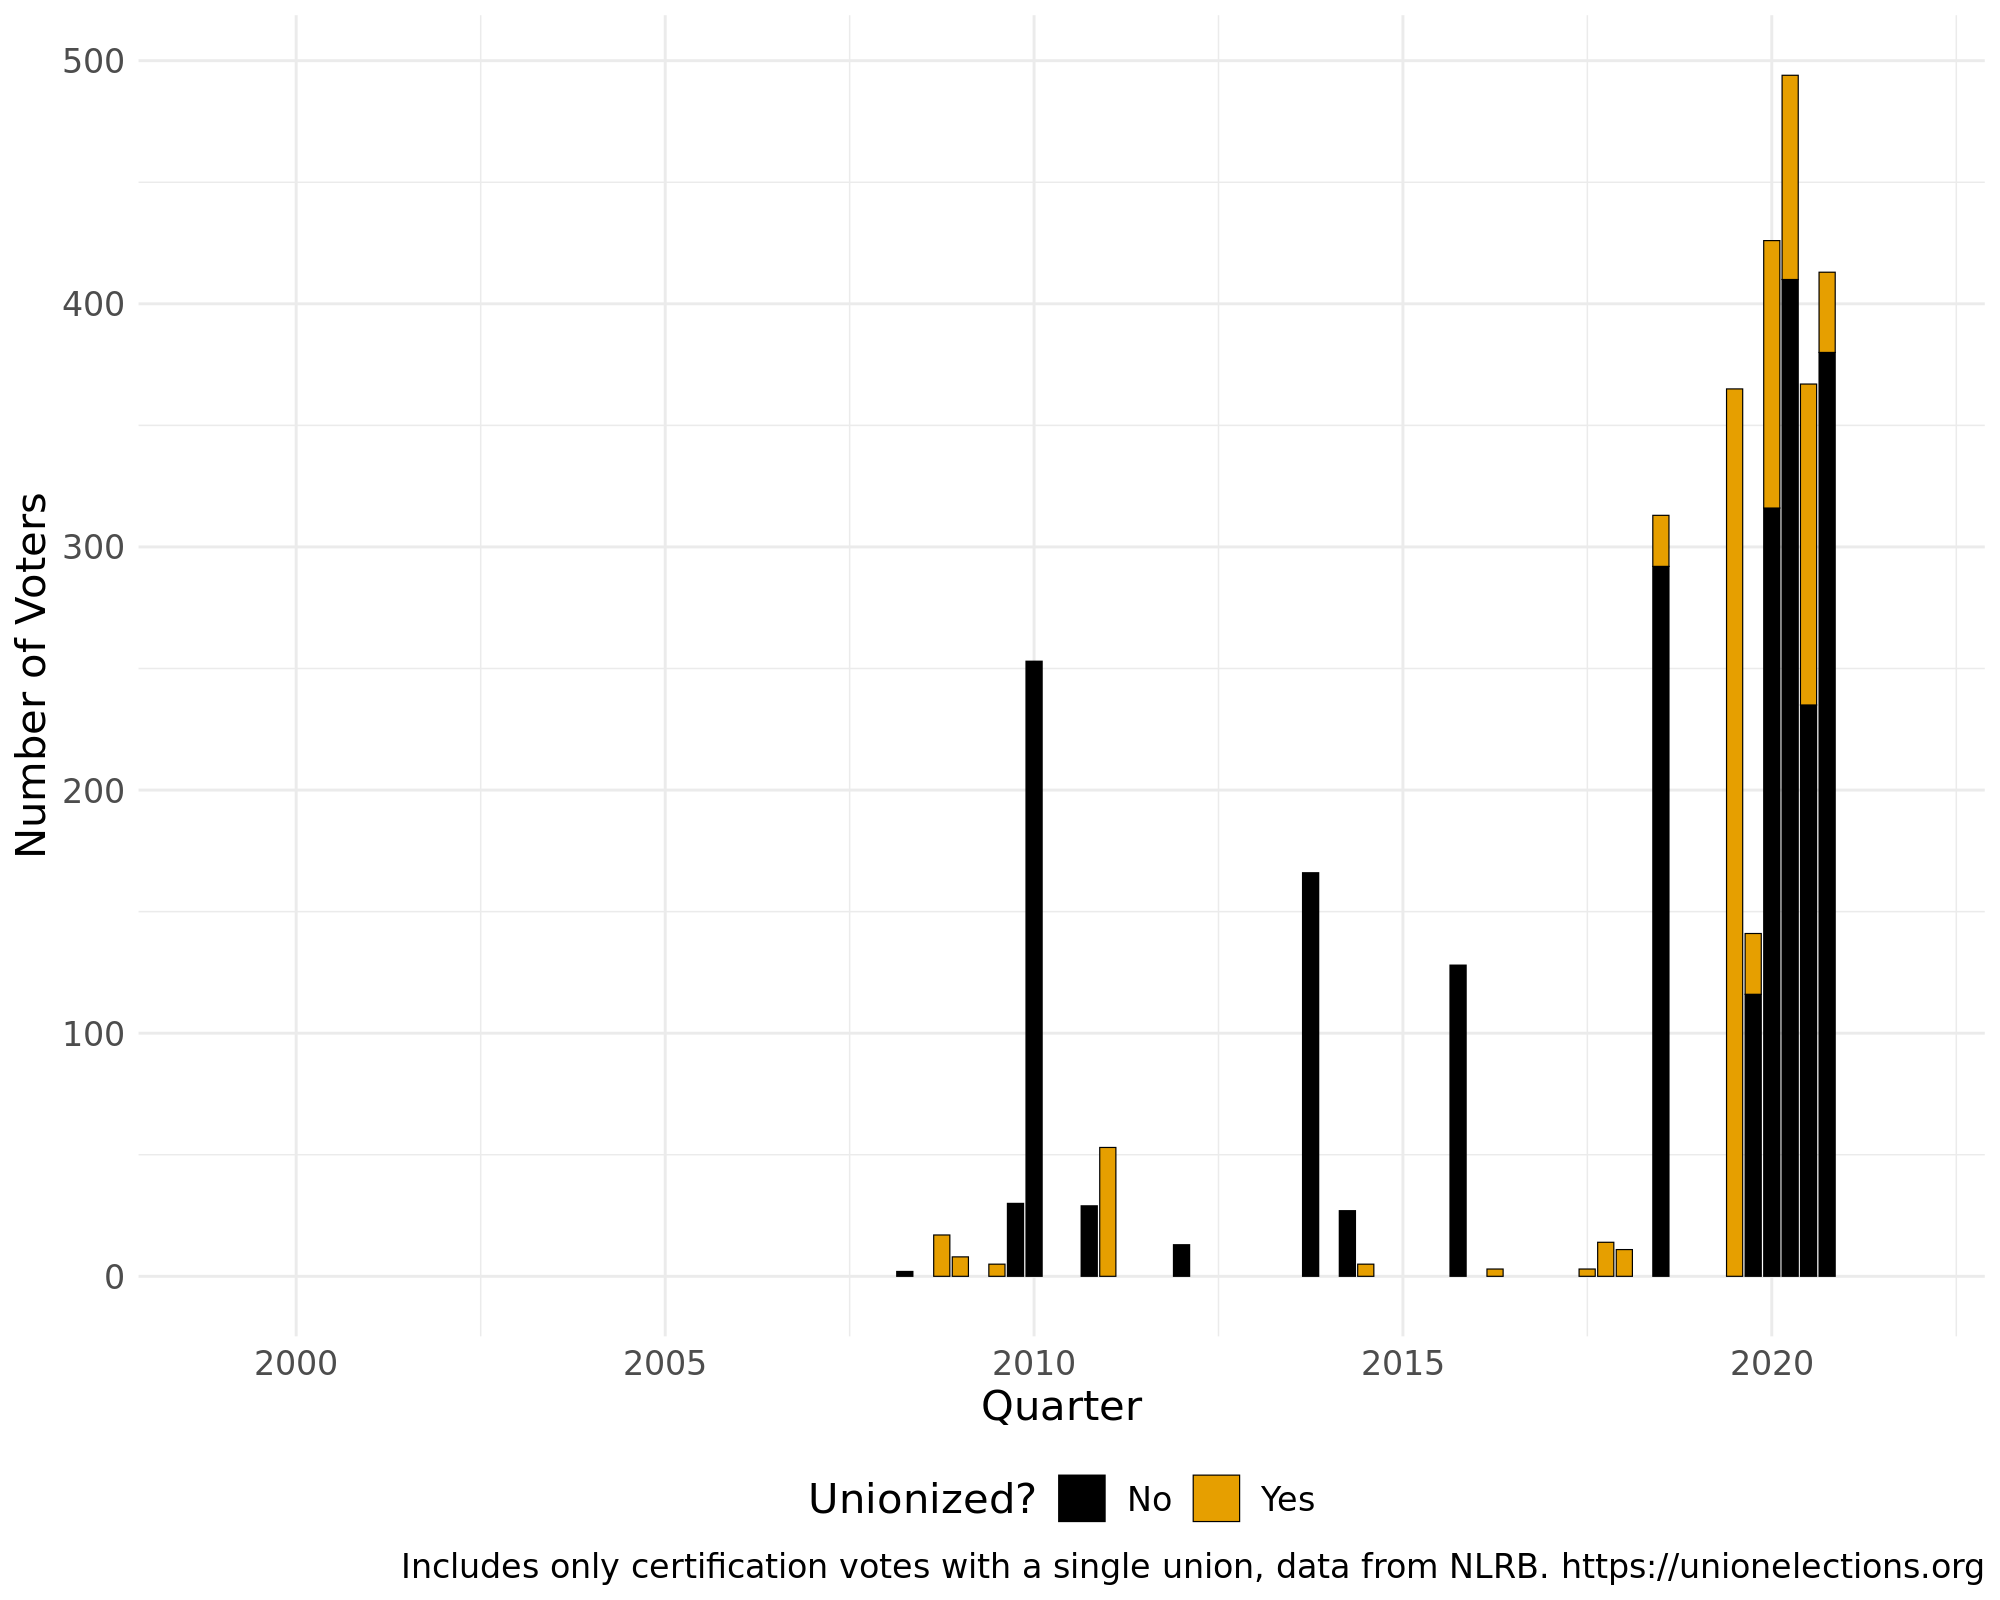 500
400
300
200
100
0
Number of Voters
2000 2005 2010 2015 2020
Quarter
Unionized? No Yes
Includes only certification votes with a single union, data from NLRB. https://unionelections.org